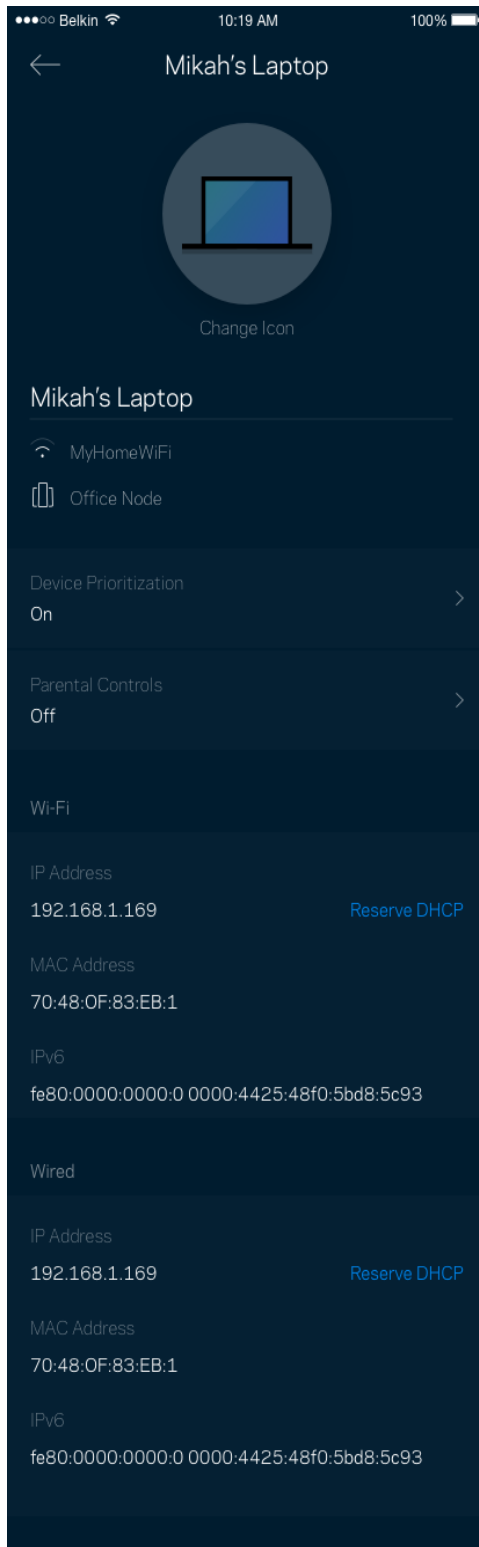 Belkin 10:19 AM 100%
Mikah's Laptop
Change Icon
Mikah's Laptop
MyHomeWiFi
Office Node
Device Prioritization
On
Parental Controls
Off
Wi-Fi
IP Address
192.168.1.169 Reserve DHCP
MAC Address
70:48:0F:83:EB:1
IPv6
fe80:0000:0000:0 0000:4425:48f0:5bd8:5c93
Wired
IP Address
192.168.1.169 Reserve DHCP
MAC Address
70:48:0F:83:EB:1
IPv6
fe80:0000:0000:0 0000:4425:48f0:5bd8:5c93